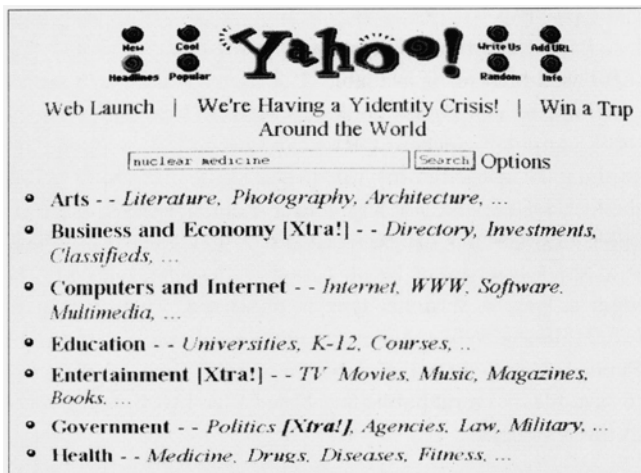 New Cool Yahoo! Write Us Add URL
Headlines Popular Random Info
Web Launch | We're Having a Yidentity Crisis! | Win a Trip
Around the World
nuclear medicine Search Options
Arts - - Literature, Photography, Architecture, ...
Business and Economy [Xtra!] - - Directory, Investments,
Classifieds, ...
Computers and Internet - - Internet, WWW, Software.
Multimedia, ...
Education - - Universities, K-12, Courses, ..
Entertainment [Xtra!] - - TV Movies, Music, Magazines,
Books, ...
Government - - Politics [Xtra!], Agencies, Law, Military, ...
Health - - Medicine, Drugs, Diseases, Fitness, ...